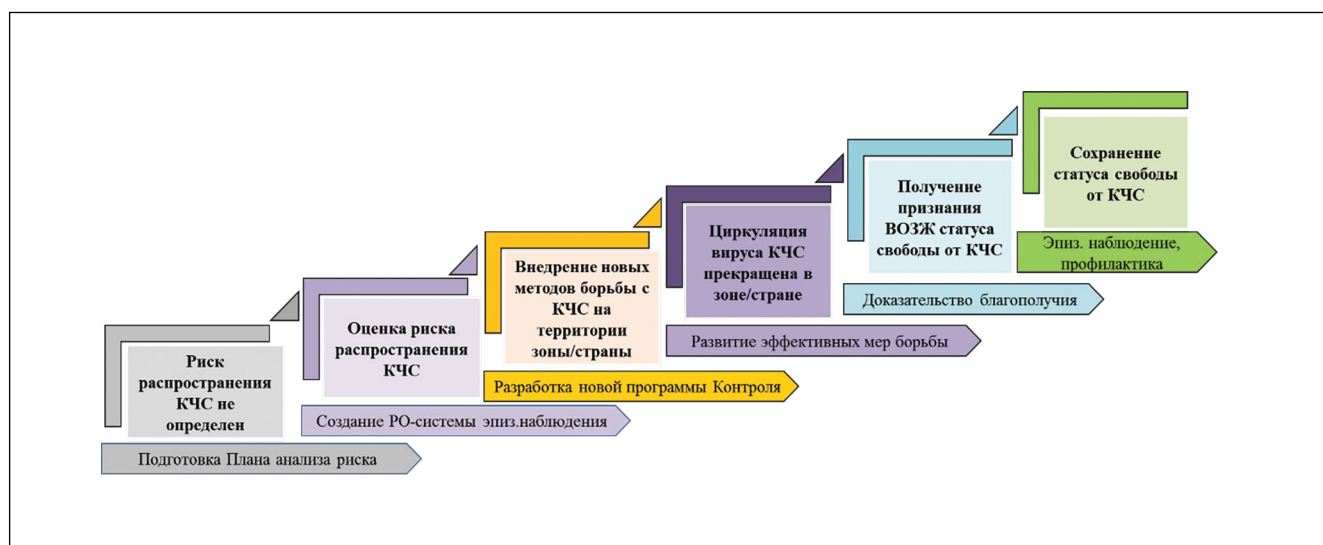 Риск
распространения
КЧС не
определен
Подготовка Плана анализа риска
Оценка риска
распространения
КЧС
Создание РО-системы эпиз.наблюдения
Внедрение новых
методов борьбы с
КЧС на
территории
зоны/страны
Разработка новой программы Контроля
Циркуляция
вируса КЧС
прекращена в
зоне/стране
Развитие эффективных мер борьбы
Получение
признания
ВОЗЖ статуса
свободы от КЧС
Доказательство благополучия
Сохранение
статуса свободы
от КЧС
Эпиз. наблюдение,
профилактика